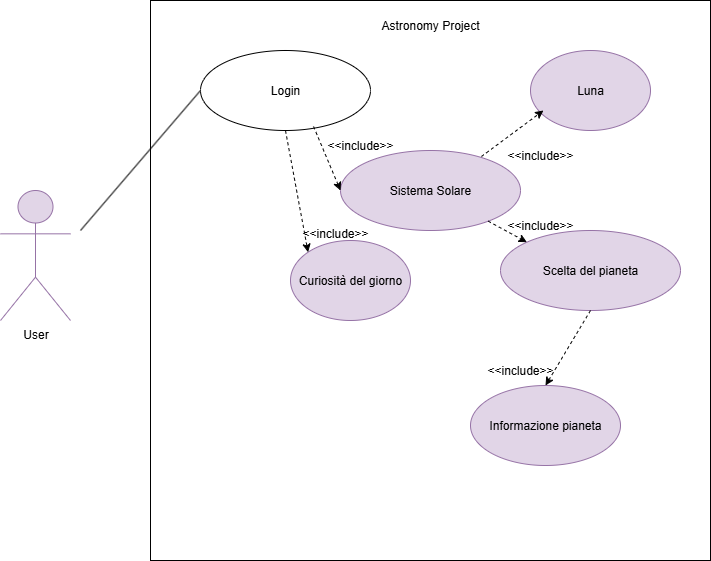 Astronomy Project
Login
Luna
<<include>>
<<include>>
Sistema Solare
<<include>>
<<include>>
Scelta del pianeta
Curiosità del giorno
User
<<include>>
Informazione pianeta